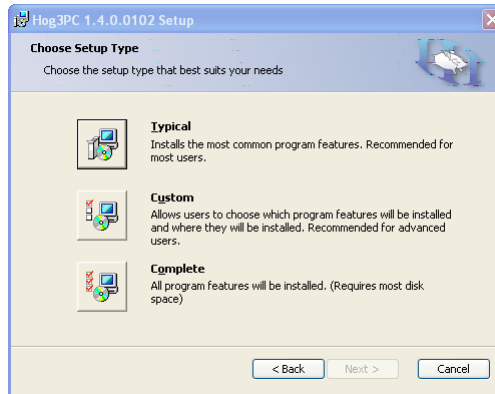 Hog3PC 1.4.0.0102 Setup
Choose Setup Type
Choose the setup type that best suits your needs
Typical
Installs the most common program features. Recommended for
most users.
Custom
Allows users to choose which program features will be installed
and where they will be installed. Recommended for advanced
users.
Complete
All program features will be installed. (Requires most disk
space)
< Back Next > Cancel